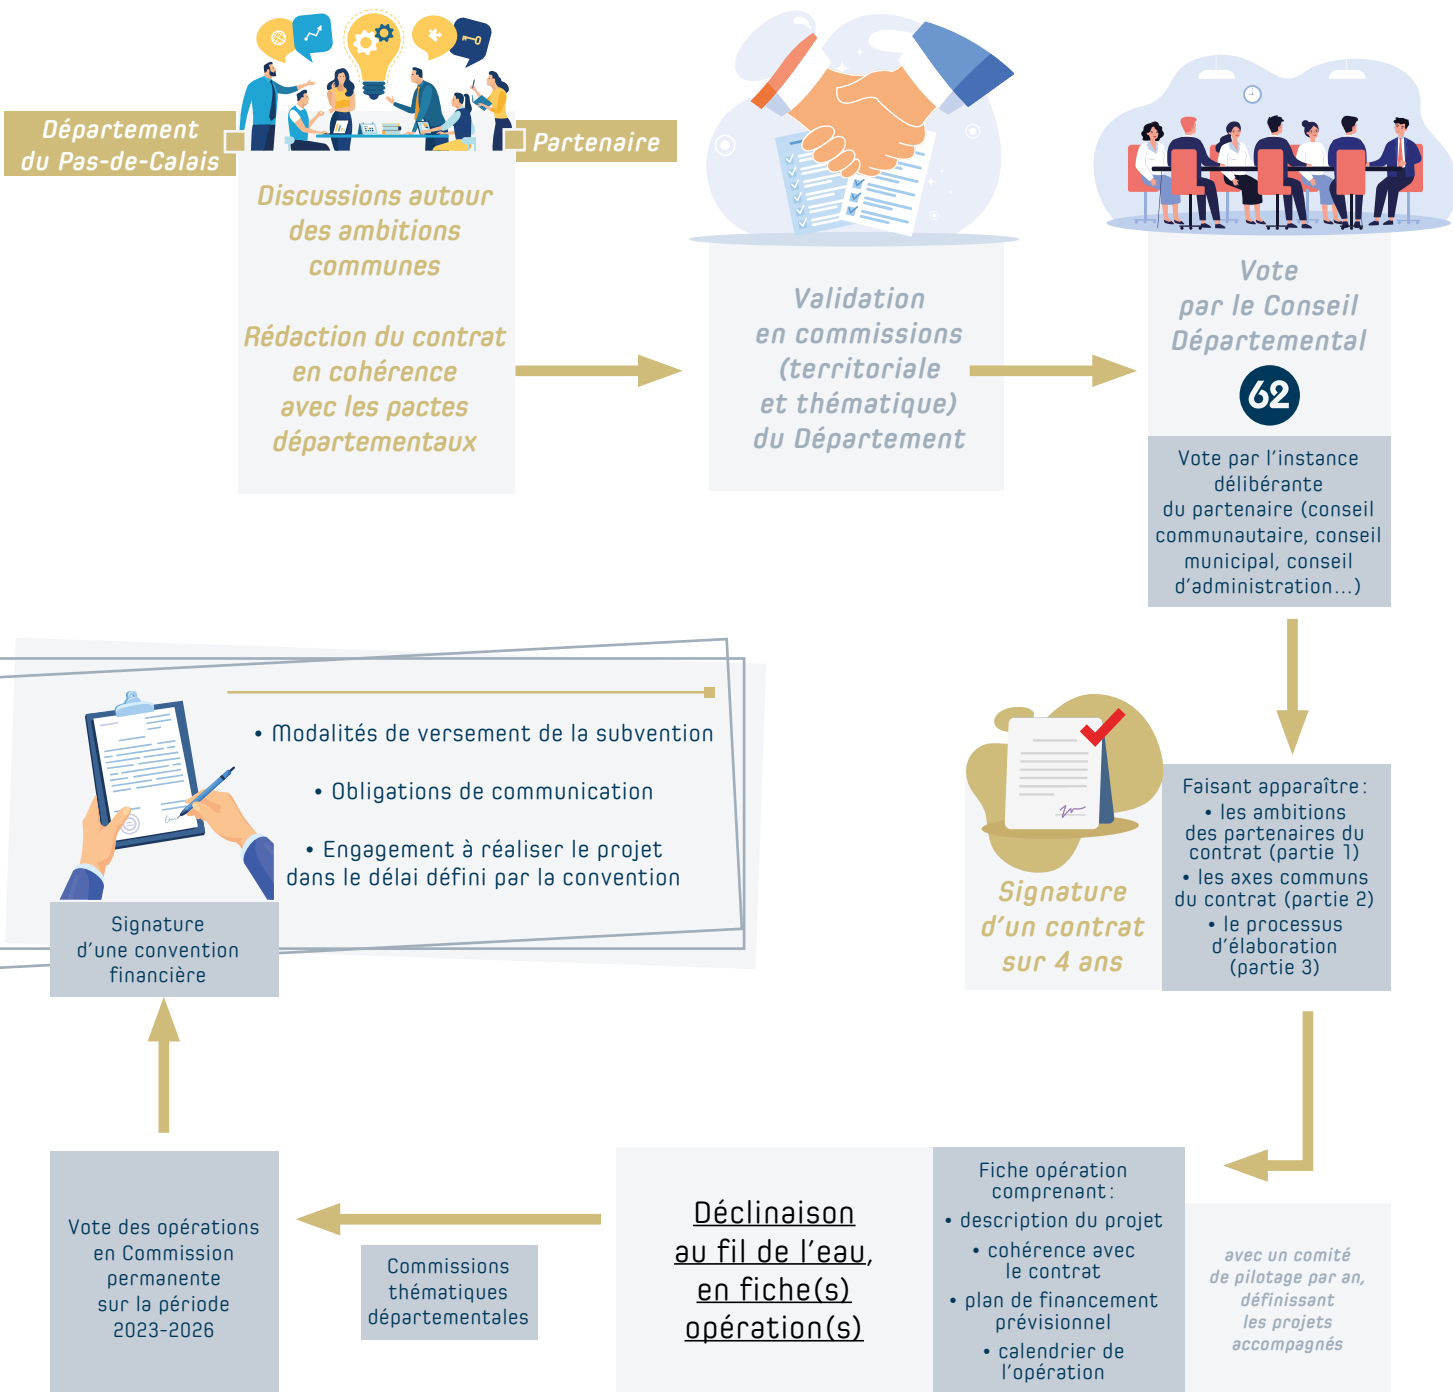 Département
du Pas-de-Calais
Partenaire
Discussions autour
des ambitions
communes
Rédaction du contrat
en cohérence
avec les pactes
départementaux
Validation
en commissions
(territoriale
et thématique)
du Département
Vote
par le Conseil
Départemental
62
Vote par l'instance
délibérante
du partenaire (conseil
communautaire, conseil
municipal, conseil
d'administration...)
Faisant apparaître :
• les ambitions
des partenaires du
contrat (partie 1)
• les axes communs
du contrat (partie 2)
• le processus
d'élaboration
(partie 3)
Signature
d'un contrat
sur 4 ans
avec un comité
de pilotage par an,
définissant
les projets
accompagnés
Fiche opération
comprenant :
• description du projet
• cohérence avec
le contrat
• plan de financement
prévisionnel
• calendrier de
l'opération
Déclinaison
au fil de l'eau,
en fiche(s)
opération(s)
Commissions
thématiques
départementales
Vote des opérations
en Commission
permanente
sur la période
2023-2026
Signature
d'une convention
financière
• Modalités de versement de la subvention
• Obligations de communication
• Engagement à réaliser le projet
dans le délai défini par la convention